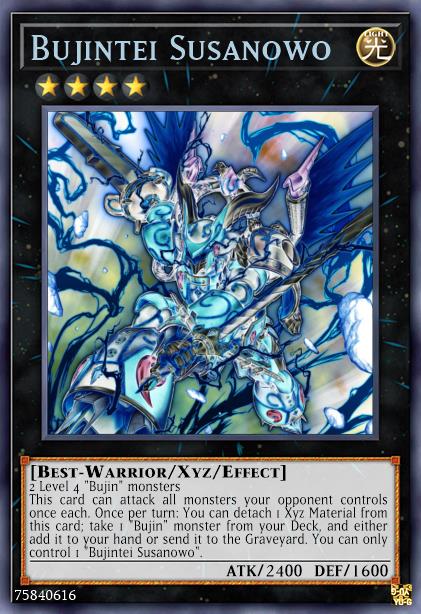 Bujintei Susanowo
LIGHT
光
[Best-Warrior/Xyz/Effect]
2 Level 4 "Bujin" monsters
This card can attack all monsters your opponent controls
once each. Once per turn: You can detach 1 Xyz Material from
this card; take 1 "Bujin" monster from your Deck, and either
add it to your hand or send it to the Graveyard. You can only
control 1 "Bujintei Susanowo".
ATK/2400 DEF/1600
75840616